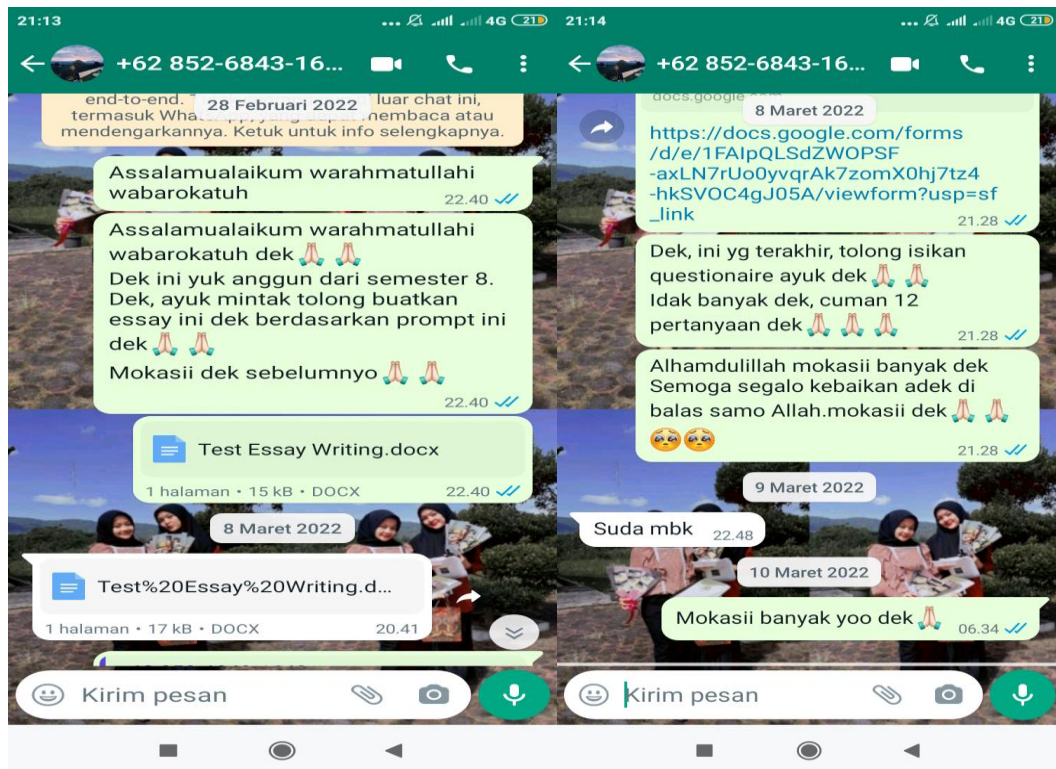 21:13
4G 21
+62 852-6843-16...
end-to-end.
luar chat ini,
28 Februari 2022
termasuk
membaca atau
mendengarkannya. Ketuk untuk info selengkapnya.
Assalamualaikum warahmatullahi
wabarokatuh
22.40
Assalamualaikum warahmatullahi
wabarokatuh dek 🙏🏻 🙏🏻
Dek ini yuk anggun dari semester 8.
Dek, ayuk mintak tolong buatkan
essay ini dek berdasarkan prompt ini
dek 🙏🏻 🙏🏻
Mokasii dek sebelumnyo 🙏🏻 🙏🏻
22.40
Test Essay Writing.docx
1 halaman • 15 kB • DOCX
22.40
8 Maret 2022
Test%20Essay%20Writing.d...
1 halaman • 17 kB • DOCX
20.41
Kirim pesan
21:14
4G 21
+62 852-6843-16...
docs.google
8 Maret 2022
https://docs.google.com/forms
/d/e/1FAIpQLSdZWOPSF
-axLN7rUo0yvqrAk7zomX0hj7tz4
-hkSVOC4gJ05A/viewform?usp=sf
_link
21.28
Dek, ini yg terakhir, tolong isikan
questionaire ayuk dek 🙏🏻 🙏🏻
Idak banyak dek, cuman 12
pertanyaan dek 🙏🏻 🙏🏻 🙏🏻
21.28
Alhamdulillah mokasii banyak dek
Semoga segalo kebaikan adek di
balas samo Allah.mokasii dek 🙏🏻 🙏🏻
🥺🥺
21.28
9 Maret 2022
Suda mbk
22.48
10 Maret 2022
Mokasii banyak yoo dek 🙏🏻
06.34
Kirim pesan